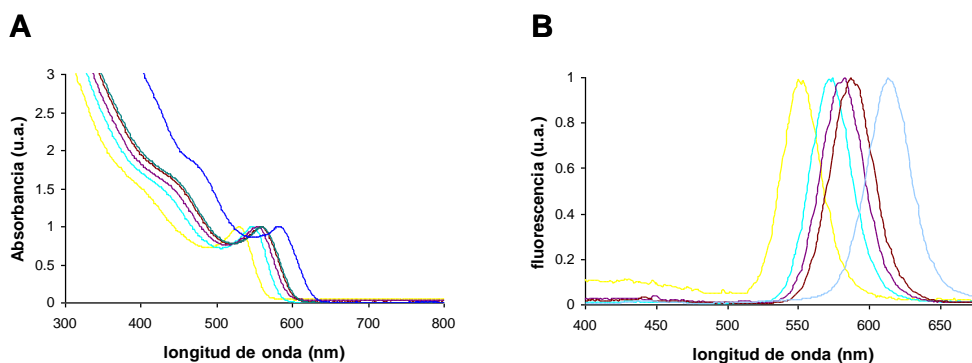 A
B
Absorbancia (u.a.)
3
2.5
2
1.5
1
0.5
0
300 400 500 600 700 800
longitud de onda (nm)
fluorescencia (u.a.)
1
0.8
0.6
0.4
0.2
0
400 450 500 550 600 650
longitud de onda (nm)